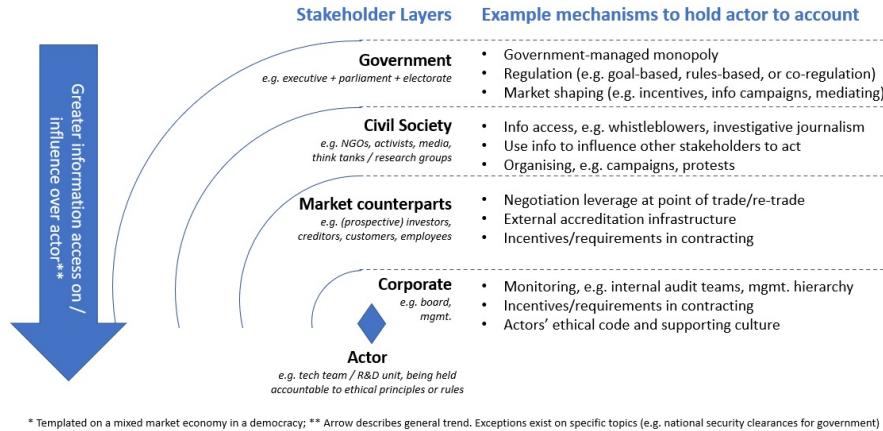 Stakeholder Layers
Example mechanisms to hold actor to account
Greater information access on /
influence over actor**
Government
e.g. executive + parliament + electorate
• Government-managed monopoly
• Regulation (e.g. goal-based, rules-based, or co-regulation)
• Market shaping (e.g. incentives, info campaigns, mediating)
Civil Society
e.g. NGOs, activists, media,
think tanks / research groups
• Info access, e.g. whistleblowers, investigative journalism
• Use info to influence other stakeholders to act
• Organising, e.g. campaigns, protests
Market counterparts
e.g. (prospective) investors,
creditors, customers, employees
• Negotiation leverage at point of trade/re-trade
• External accreditation infrastructure
• Incentives/requirements in contracting
Corporate
e.g. board,
mgmt.
• Monitoring, e.g. internal audit teams, mgmt. hierarchy
• Incentives/requirements in contracting
• Actors’ ethical code and supporting culture
Actor
e.g. tech team / R&D unit, being held
accountable to ethical principles or rules
* Templated on a mixed market economy in a democracy; ** Arrow describes general trend. Exceptions exist on specific topics (e.g. national security clearances for government)